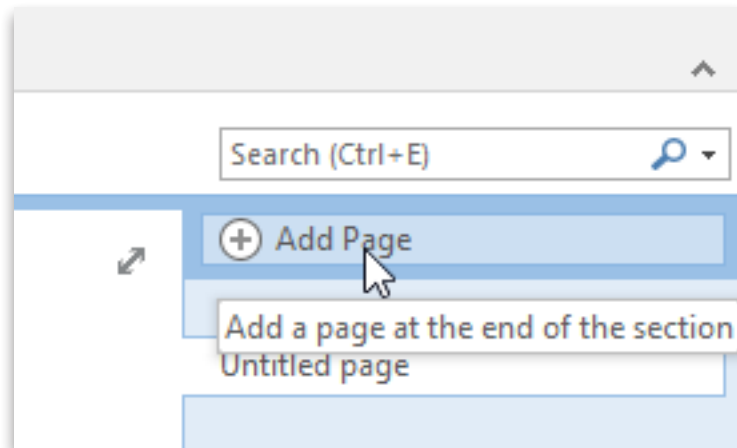 Search (Ctrl+E)
Add Page
Add a page at the end of the section
Untitled page